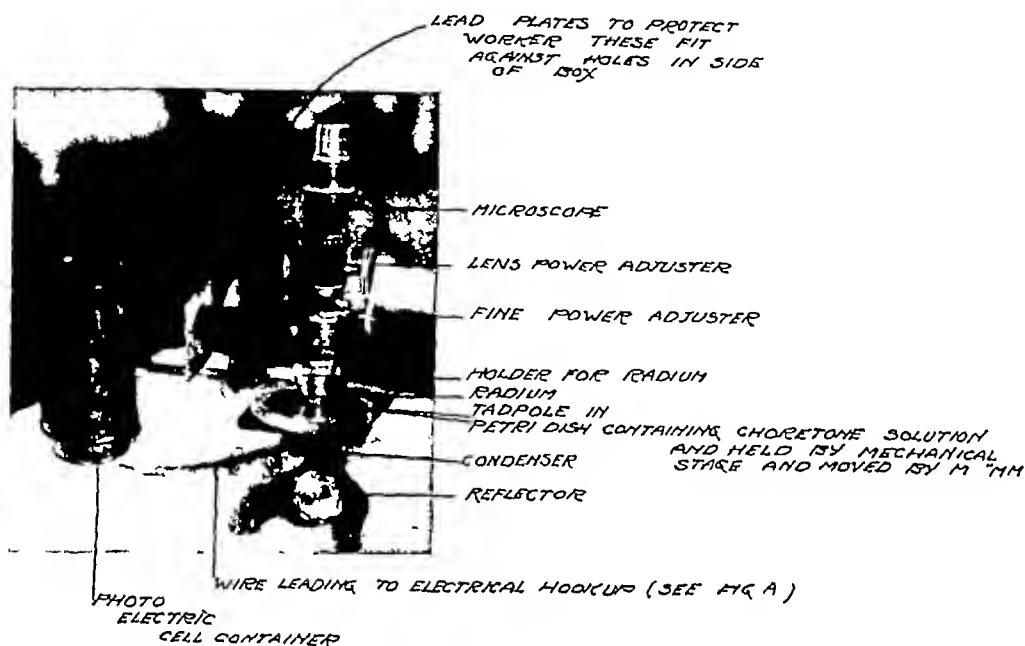 LEAD PLATES TO PROTECT
WORKER THESE FIT
AGAINST HOLES IN SIDE
OF BOX
MICROSCOPE
LENS POWER ADJUSTER
FINE POWER ADJUSTER
HOLDER FOR RADIUM
RADIUM
TADPOLE IN
PETRI DISH CONTAINING CHORETONE SOLUTION
AND HELD BY MECHANICAL
STAGE AND MOVED BY M "MM
CONDENSER
REFLECTOR
WIRE LEADING TO ELECTRICAL HOOKUP (SEE FIG A)
PHOTO
ELECTRIC
CELL CONTAINER